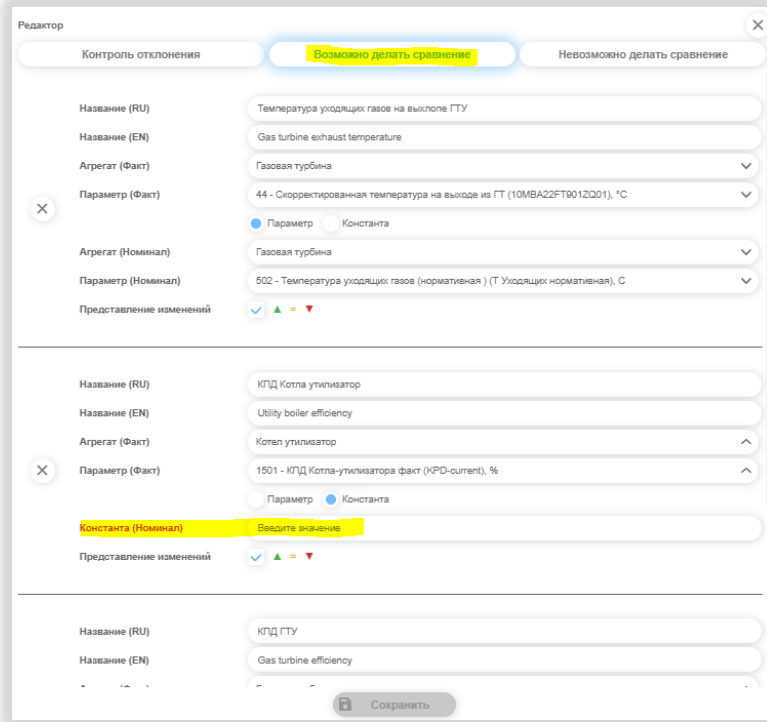 Редактор
Контроль отклонения Возможно делать сравнение Невозможно делать сравнение
Название (RU) Температура уходящих газов на выхлопе ГТУ
Название (EN) Gas turbine exhaust temperature
Агрегат (Факт) Газовая турбина
Параметр (Факт) 44 - Скорректированная температура на выходе из ГТ (10MBA22FT901ZQ01), °C
Параметр Константа
Агрегат (Номинал) Газовая турбина
Параметр (Номинал) 502 - Температура уходящих газов (нормативная ) (Т Уходящих нормативная), С
Представление изменений ▲ = ▼
Название (RU) КПД Котла утилизатор
Название (EN) Utility boiler efficiency
Агрегат (Факт) Котел утилизатор
Параметр (Факт) 1501 - КПД Котла-утилизатора факт (KPD-current), %
Параметр Константа
Константа (Номинал) Введите значение
Представление изменений ▲ = ▼
Название (RU) КПД ГТУ
Название (EN) Gas turbine efficiency
Сохранить